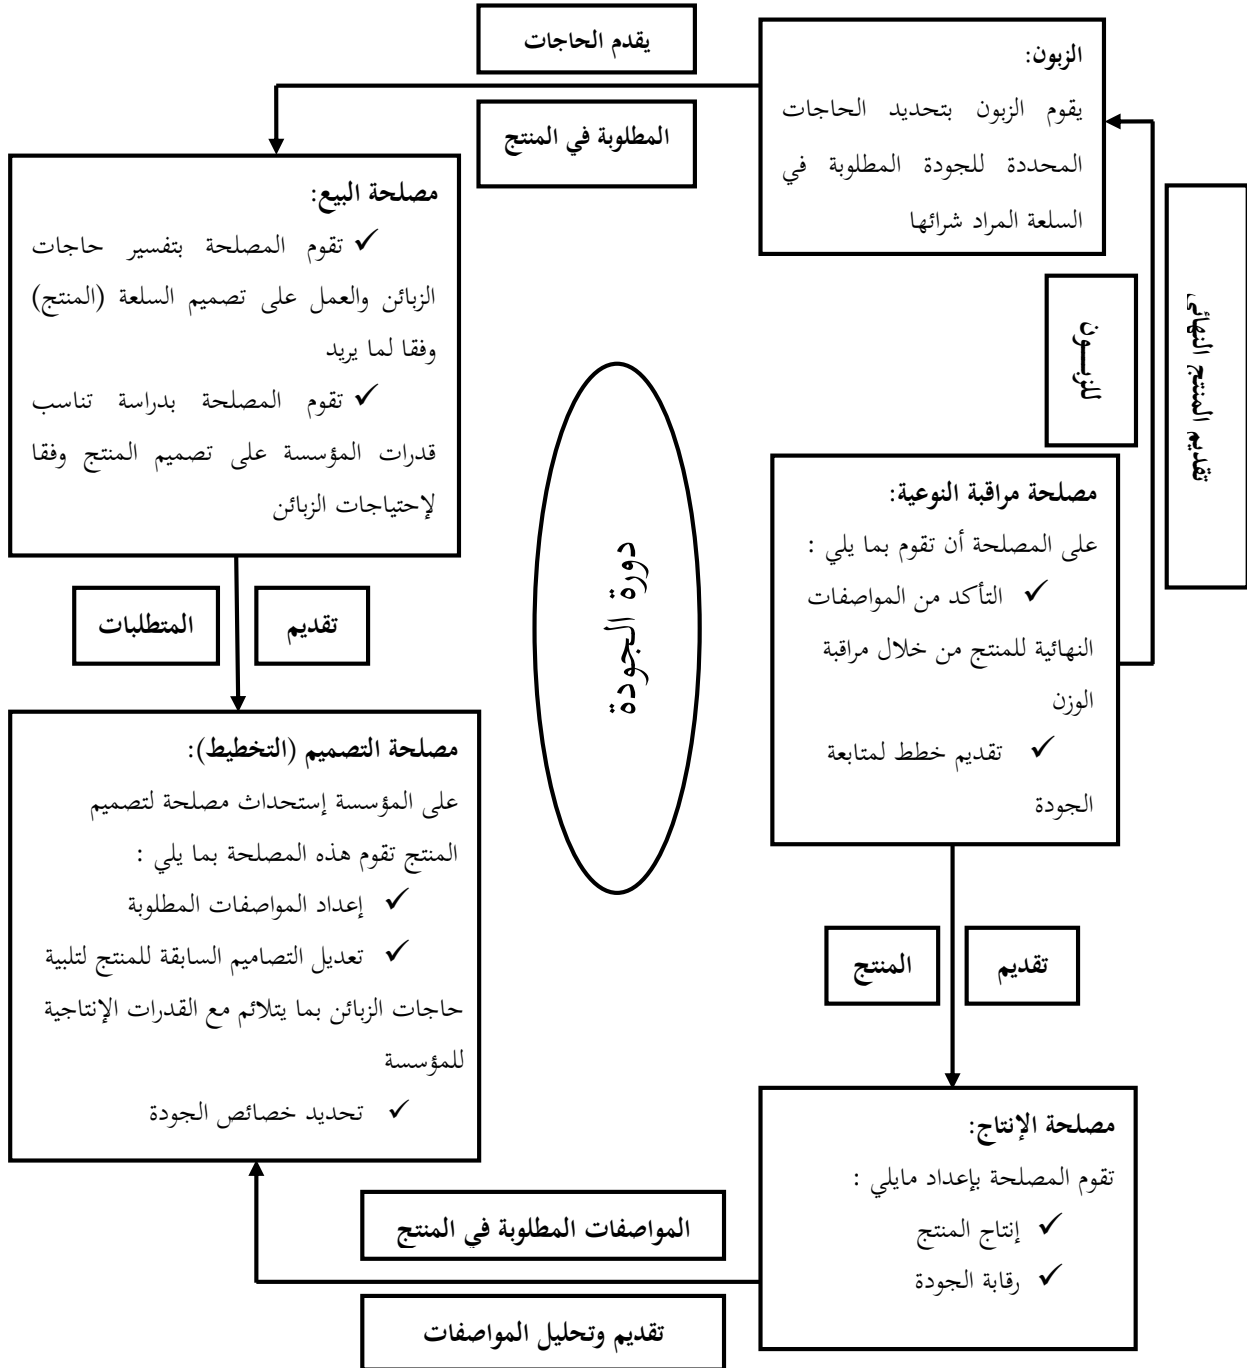 يقدم الحاجات
المطلوبة في المنتج
الزبون:
يقوم الزبون بتحديد الحاجات
المحددة للجودة المطلوبة في
السلعة المراد شرائها
مصلحة البيع:
✓ تقوم المصلحة بتفسير حاجات
الزبائن والعمل على تصميم السلعة (المنتج)
وفقا لما يريد
✓ تقوم المصلحة بدراسة تناسب
قدرات المؤسسة على تصميم المنتج وفقا
لإحتياجات الزبائن
تقديم المنتج النهائي
للزبـــون
دورة الجودة
مصلحة مراقبة النوعية:
على المصلحة أن تقوم بما يلي :
✓ التأكد من المواصفات
النهائية للمنتج من خلال مراقبة
الوزن
✓ تقديم خطط لمتابعة
الجودة
تقديم
المتطلبات
مصلحة التصميم (التخطيط):
على المؤسسة إستحداث مصلحة لتصميم
المنتج تقوم هذه المصلحة بما يلي :
✓ إعداد المواصفات المطلوبة
✓ تعديل التصاميم السابقة للمنتج لتلبية
حاجات الزبائن بما يتلائم مع القدرات الإنتاجية
للمؤسسة
✓ تحديد خصائص الجودة
تقديم
المنتج
مصلحة الإنتاج:
تقوم المصلحة بإعداد مايلي :
✓ إنتاج المنتج
✓ رقابة الجودة
المواصفات المطلوبة في المنتج
تقديم وتحليل المواصفات